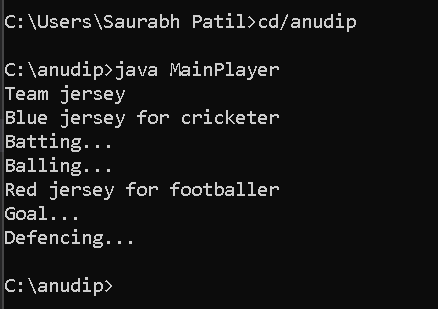 C:\Users\Saurabh Patil>cd/anudip
C:\anudip>java MainPlayer
Team jersey
Blue jersey for cricketer
Batting...
Balling...
Red jersey for footballer
Goal...
Defencing...
C:\anudip>